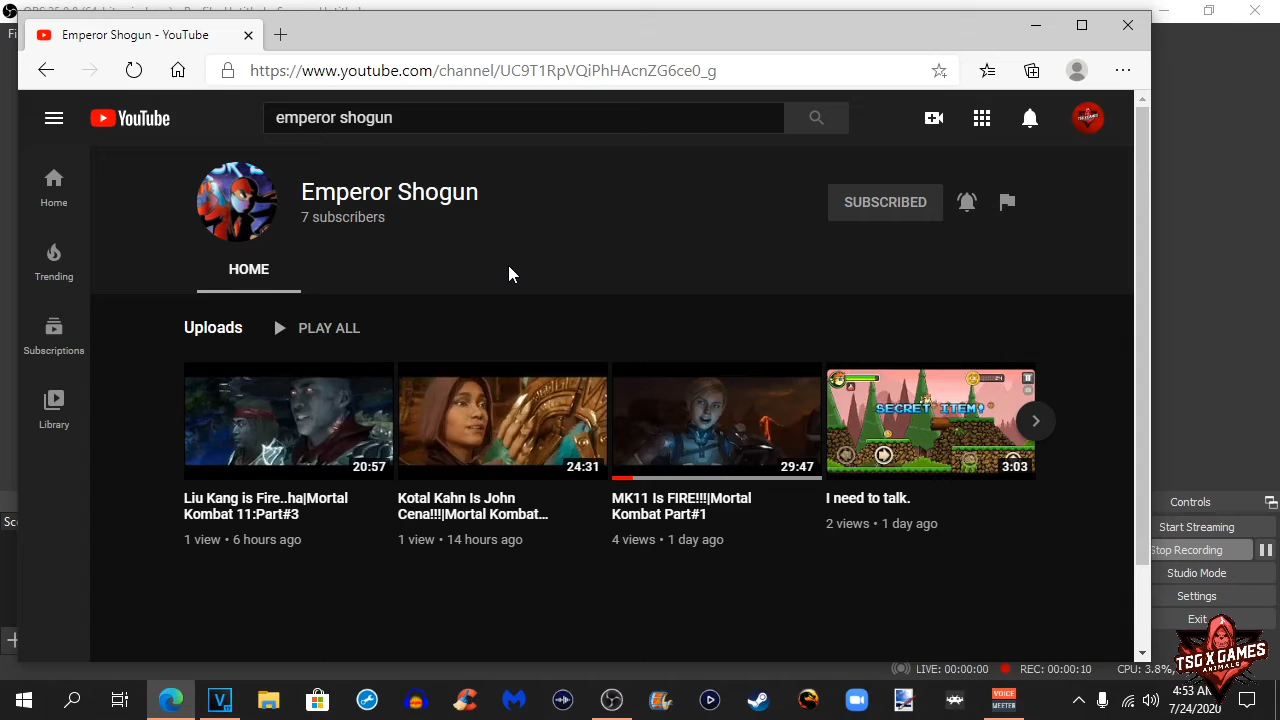 Emperor Shogun - YouTube
https://www.youtube.com/channel/UC9T1RpVQiPhHAcnZG6ce0_g
YouTube
emperor shogun
Home
Trending
Subscriptions
Library
Emperor Shogun
7 subscribers
SUBSCRIBED
HOME
Uploads
PLAY ALL
20:57
24:31
29:47
SECRET ITEM!
3:03
Liu Kang is Fire..ha|Mortal
Kombat 11:Part#3
1 view • 6 hours ago
Kotal Kahn Is John
Cena!!!|Mortal Kombat...
1 view • 14 hours ago
MK11 Is FIRE!!!|Mortal
Kombat Part#1
4 views • 1 day ago
I need to talk.
2 views • 1 day ago
Controls
Start Streaming
Stop Recording
Studio Mode
Settings
Exit
TSG X GAMES
ANIMALS
LIVE: 00:00:00
REC: 00:00:10
CPU: 3.8%,
VOICE
MEETER
4:53 AM
7/24/2020